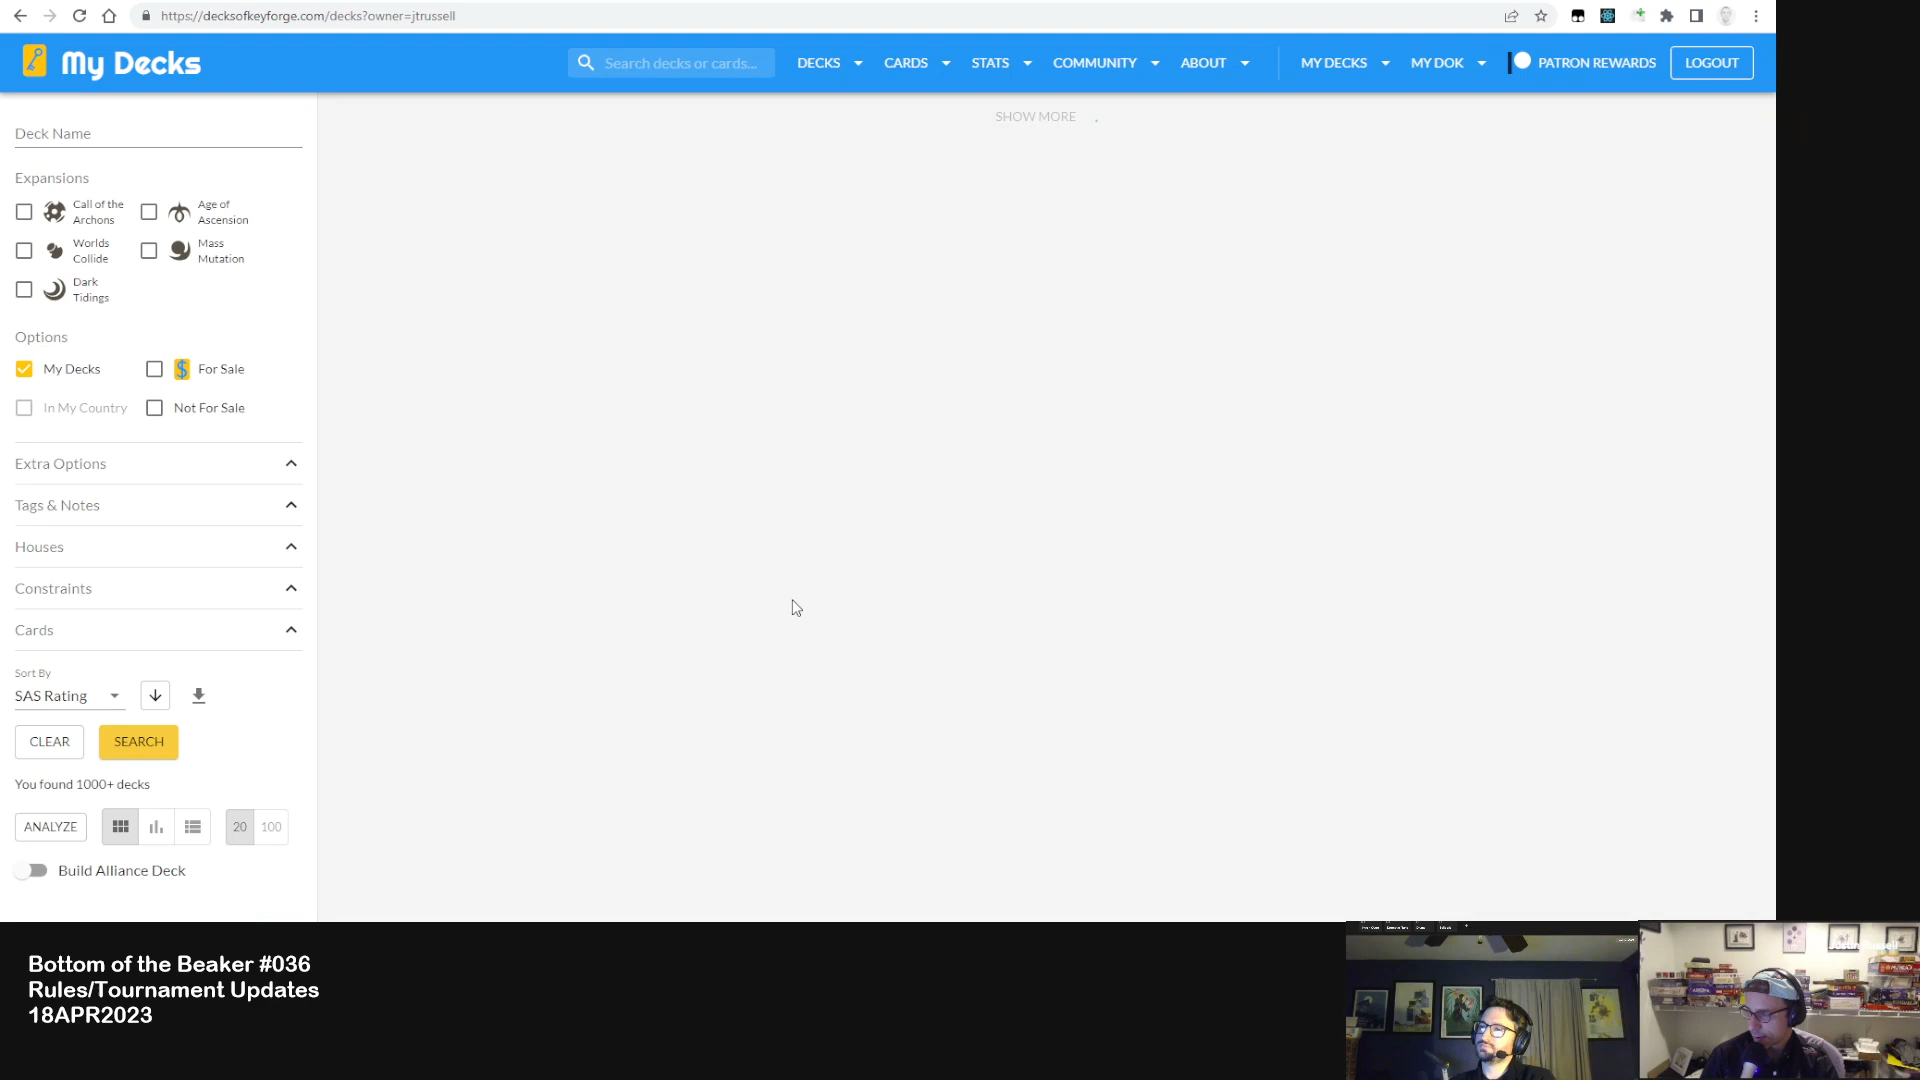 https://decksofkeyforge.com/decks?owner=jtrussell
My Decks
Search decks or cards...
DECKS
CARDS
STATS
COMMUNITY
ABOUT
MY DECKS
MY DOK
PATRON REWARDS
LOGOUT
SHOW MORE
Deck Name
Expansions
Call of the
Archons
Age of
Ascension
Worlds
Collide
Mass
Mutation
Dark
Tidings
Options
My Decks
For Sale
In My Country
Not For Sale
Extra Options
Tags & Notes
Houses
Constraints
Cards
Sort By
SAS Rating
CLEAR
SEARCH
You found 1000+ decks
ANALYZE
20
100
Build Alliance Deck
Bottom of the Beaker #036
Rules/Tournament Updates
18APR2023
Justin Russell